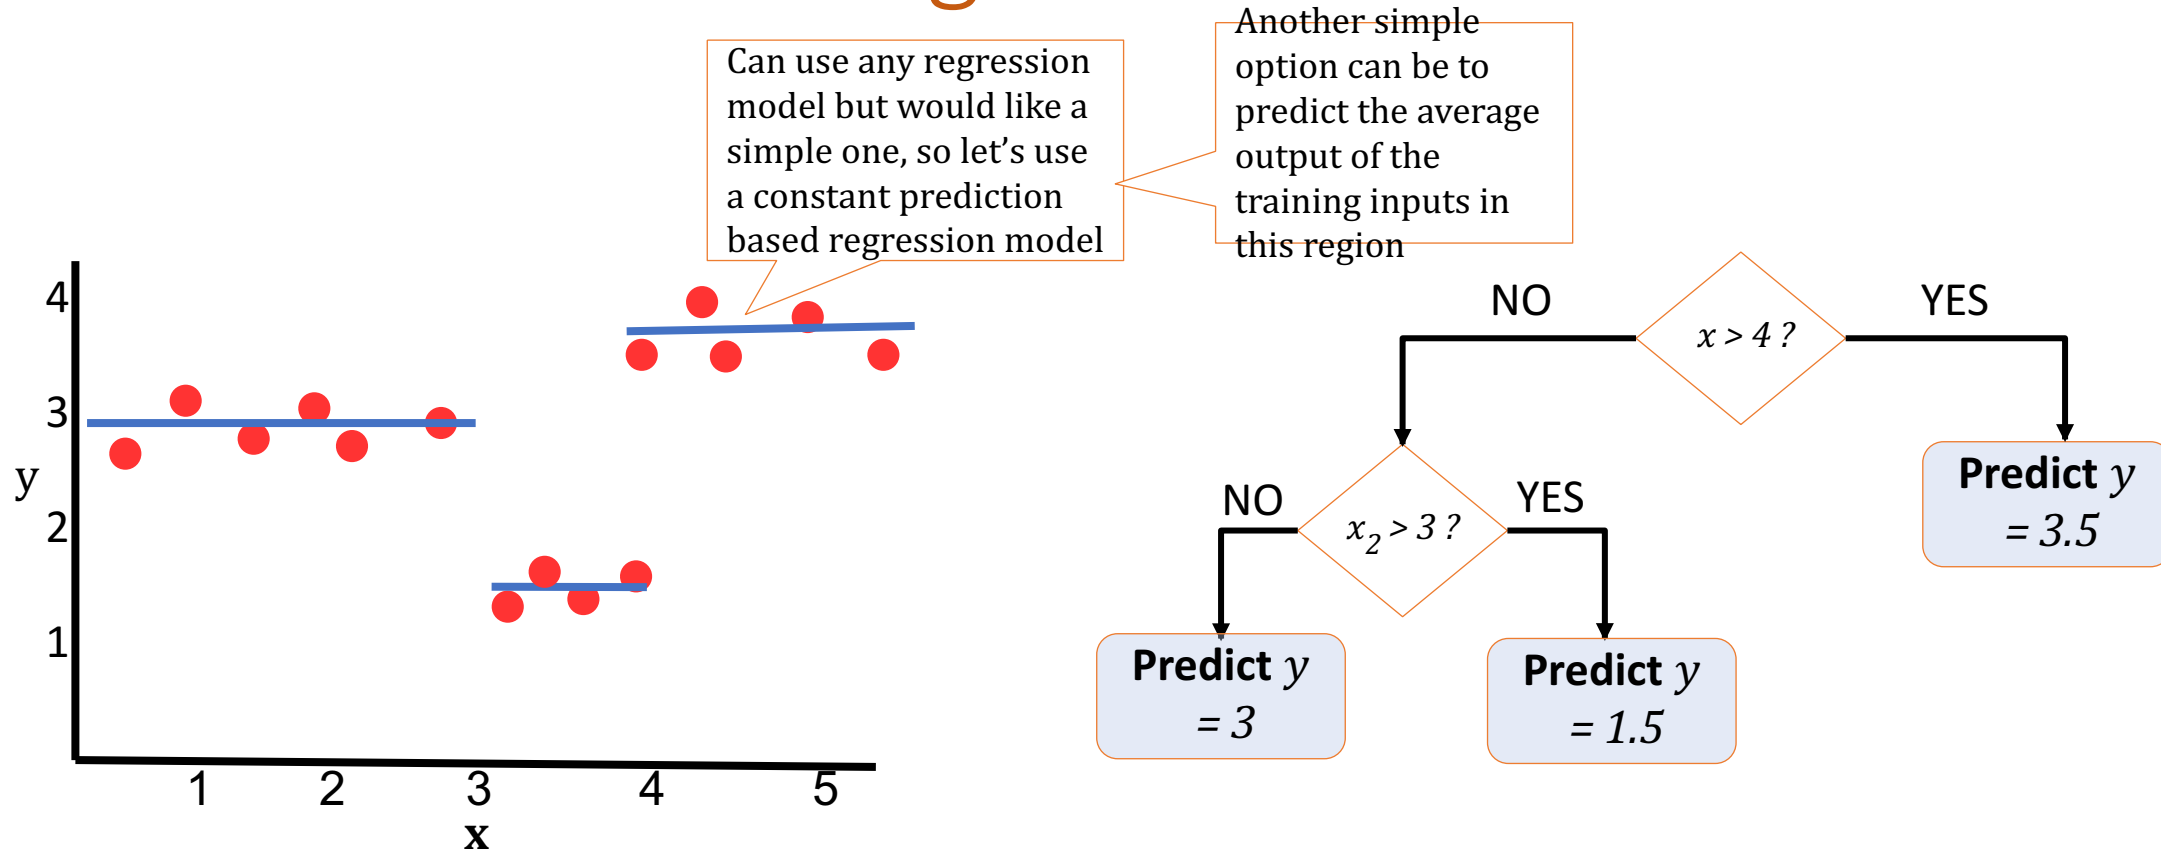 Can use any regression
model but would like a
simple one, so let’s use
a constant prediction
based regression model
Another simple
option can be to
predict the average
output of the
training inputs in
this region
4
3
y
2
1
1 2 3 4 5
x
NO
x > 4 ?
YES
NO
x2 > 3 ?
YES
Predict y
= 3.5
Predict y
= 3
Predict y
= 1.5